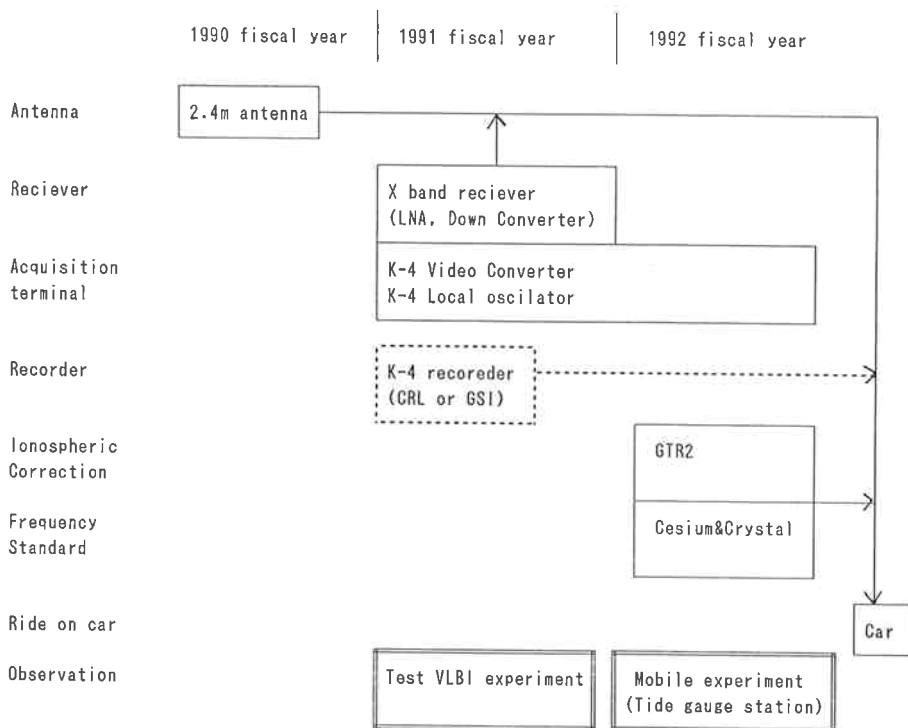 1990 fiscal year
1991 fiscal year
1992 fiscal year
Antenna
2.4m antenna
Reciever
X band reciever
(LNA, Down Converter)
Acquisition
terminal
K-4 Video Converter
K-4 Local oscilator
Recorder
K-4 recoreder
(CRL or GSI)
Ionospheric
Correction
GTR2
Frequency
Standard
Cesium&Crystal
Ride on car
Car
Observation
Test VLBI experiment
Mobile experiment
(Tide gauge station)